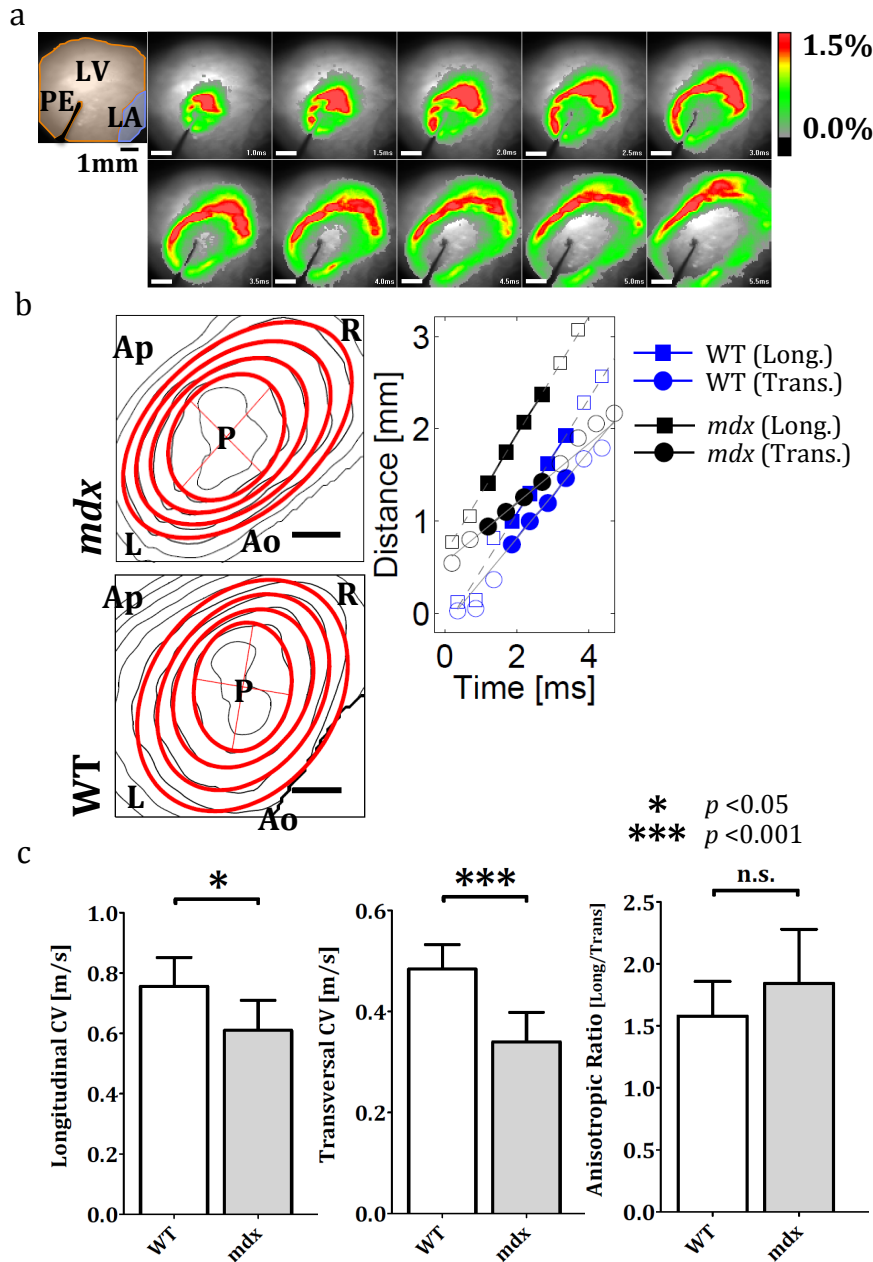 a
LV
PE
LA
1mm
1.0ms
1.5ms
2.0ms
2.5ms
3.0ms
1.5%
0.0%
3.5ms
4.0ms
4.5ms
5.0ms
5.5ms
b
mdx
Ap
R
P
L
Ao
WT
Ap
R
P
L
Ao
Distance [mm]
3
2
1
0
0 2 4
Time [ms]
WT (Long.)
WT (Trans.)
mdx (Long.)
mdx (Trans.)
* p <0.05
*** p <0.001
c
Longitudinal CV [m/s]
*
1.0
0.8
0.6
0.4
0.2
0.0
WT
mdx
Transversal CV [m/s]
***
0.6
0.4
0.2
0.0
WT
mdx
Anisotropic Ratio [Long/Trans]
n.s.
2.5
2.0
1.5
1.0
0.5
0.0
WT
mdx